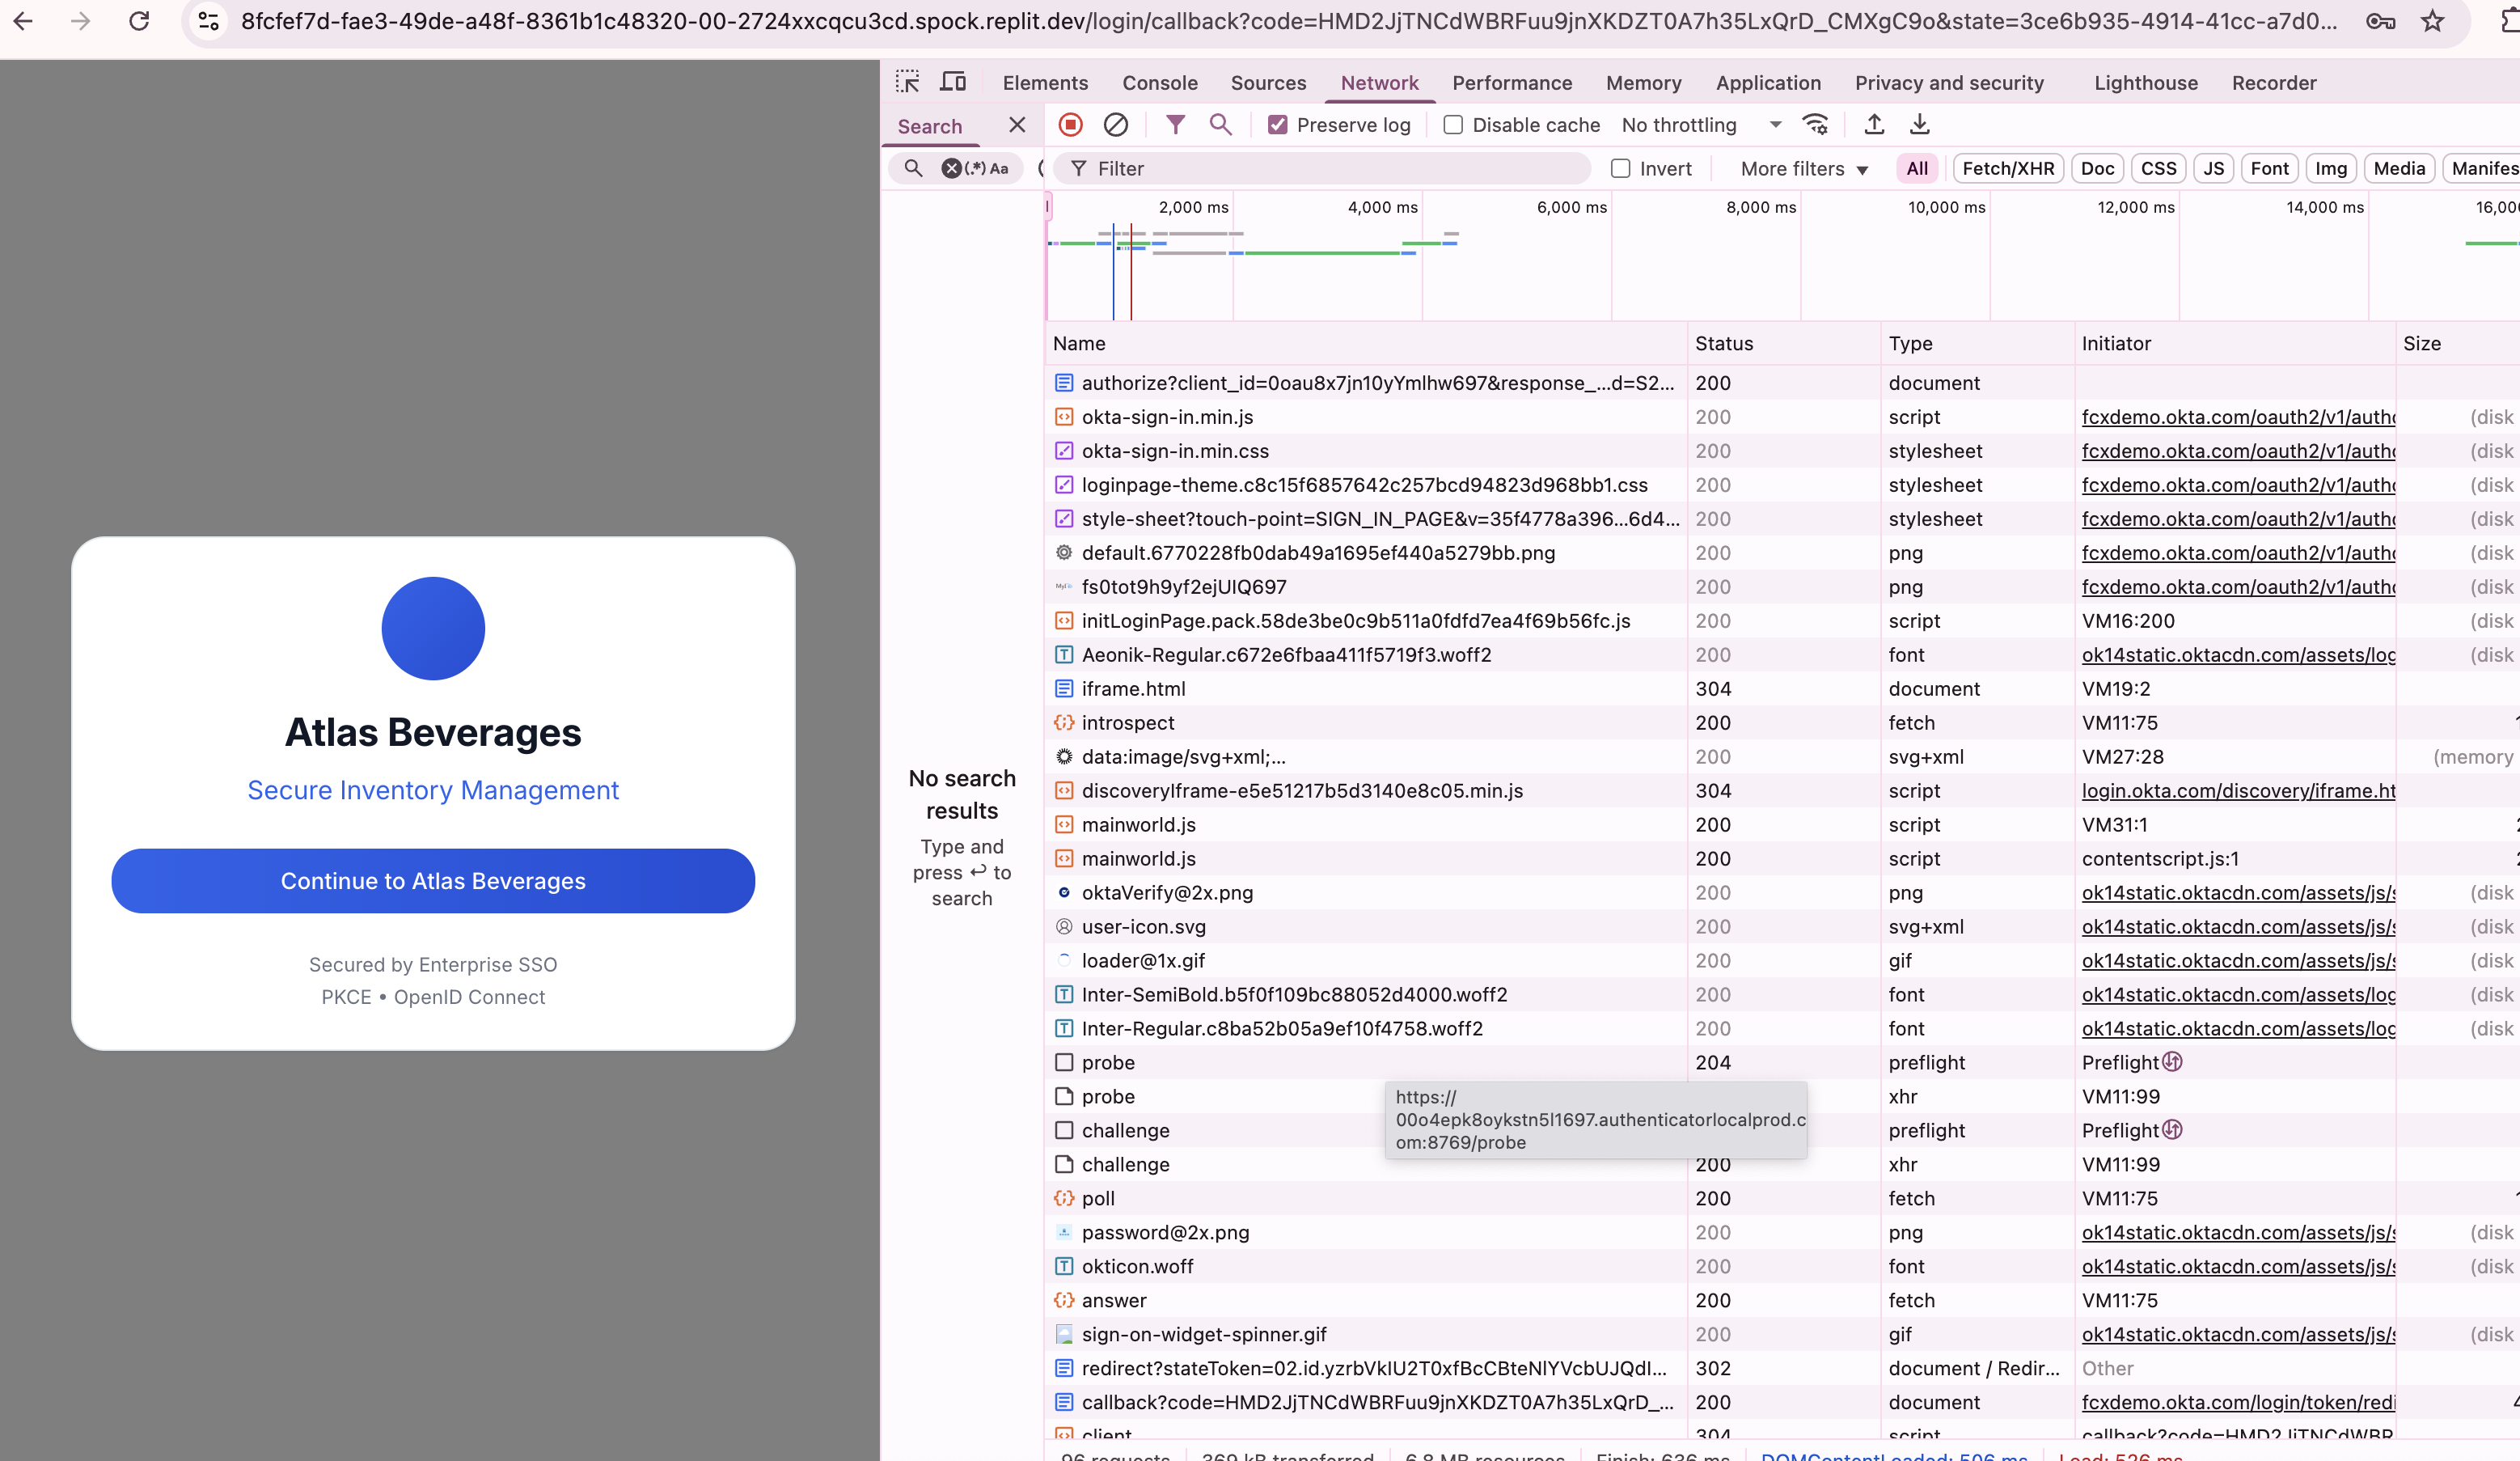 8fcfef7d-fae3-49de-a48f-8361b1c48320-00-2724xxcqcu3cd.spock.replit.dev/login/callback?code=HMD2JjTNCdWBRFuu9jnXKDZT0A7h35LxQrD_CMXgC9o&state=3ce6b935-4914-41cc-a7d0...
Elements Console Sources Network Performance Memory Application Privacy and security Lighthouse Recorder
Search Preserve log Disable cache No throttling
(.*) Aa Filter Invert More filters All Fetch/XHR Doc CSS JS Font Img Media Manifes
2,000 ms 4,000 ms 6,000 ms 8,000 ms 10,000 ms 12,000 ms 14,000 ms 16,00
Name Status Type Initiator Size
authorize?client_id=0oau8x7jn10yYmlhw697&response_...d=S2... 200 document
okta-sign-in.min.js 200 script fcxdemo.okta.com/oauth2/v1/autho (disk
okta-sign-in.min.css 200 stylesheet fcxdemo.okta.com/oauth2/v1/autho (disk
loginpage-theme.c8c15f6857642c257bcd94823d968bb1.css 200 stylesheet fcxdemo.okta.com/oauth2/v1/autho (disk
style-sheet?touch-point=SIGN_IN_PAGE&v=35f4778a396...6d4... 200 stylesheet fcxdemo.okta.com/oauth2/v1/autho (disk
default.6770228fb0dab49a1695ef440a5279bb.png 200 png fcxdemo.okta.com/oauth2/v1/autho (disk
fs0tot9h9yf2ejUIQ697 200 png fcxdemo.okta.com/oauth2/v1/autho (disk
initLoginPage.pack.58de3be0c9b511a0fdfd7ea4f69b56fc.js 200 script VM16:200 (disk
Aeonik-Regular.c672e6fbaa411f5719f3.woff2 200 font ok14static.oktacdn.com/assets/log (disk
iframe.html 304 document VM19:2
introspect 200 fetch VM11:75 1
data:image/svg+xml;... 200 svg+xml VM27:28 (memory
discoveryIframe-e5e51217b5d3140e8c05.min.js 304 script login.okta.com/discovery/iframe.ht
mainworld.js 200 script VM31:1 2
mainworld.js 200 script contentscript.js:1 2
oktaVerify@2x.png 200 png ok14static.oktacdn.com/assets/js/s (disk
user-icon.svg 200 svg+xml ok14static.oktacdn.com/assets/js/s (disk
loader@1x.gif 200 gif ok14static.oktacdn.com/assets/js/s (disk
Inter-SemiBold.b5f0f109bc88052d4000.woff2 200 font ok14static.oktacdn.com/assets/log (disk
Inter-Regular.c8ba52b05a9ef10f4758.woff2 200 font ok14static.oktacdn.com/assets/log (disk
probe 204 preflight Preflight
probe xhr VM11:99
challenge preflight Preflight
challenge 200 xhr VM11:99
poll 200 fetch VM11:75 1
password@2x.png 200 png ok14static.oktacdn.com/assets/js/s (disk
okticon.woff 200 font ok14static.oktacdn.com/assets/js/s (disk
answer 200 fetch VM11:75
sign-on-widget-spinner.gif 200 gif ok14static.oktacdn.com/assets/js/s (disk
redirect?stateToken=02.id.yzrbVkIU2T0xfBcCBteNlYVcbUJQdI... 302 document / Redir... Other
callback?code=HMD2JjTNCdWBRFuu9jnXKDZT0A7h35LxQrD_... 200 document fcxdemo.okta.com/login/token/redi 4
client 304 script callback?code=HMD2JjTNCdWBR
96 requests 369 kB transferred 6.8 MB resources Finish: 636 ms DOMContentLoaded: 506 ms Load: 526 ms
https://
00o4epk8oykstn5l1697.authenticatorlocalprod.c
om:8769/probe
No search
results
Type and
press ↩ to
search
Atlas Beverages
Secure Inventory Management
Continue to Atlas Beverages
Secured by Enterprise SSO
PKCE • OpenID Connect